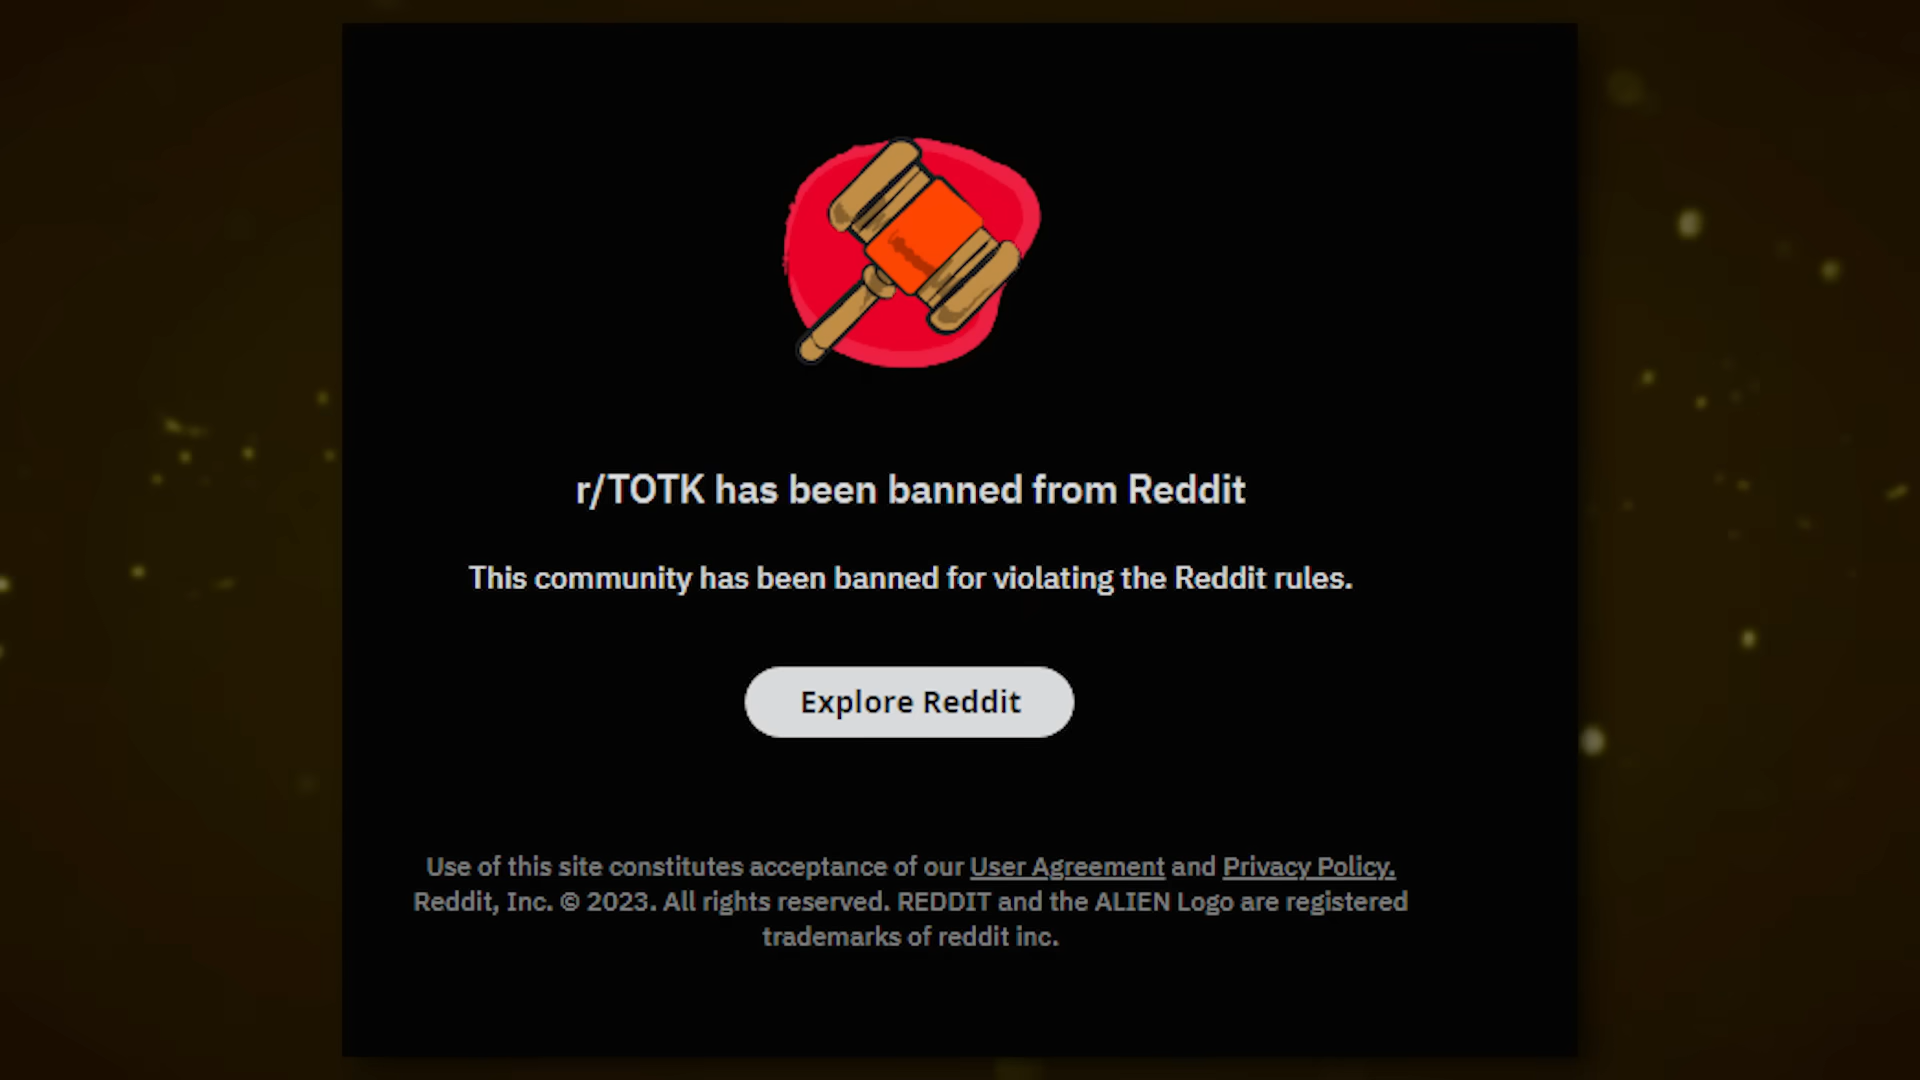 r/TOTK has been banned from Reddit
This community has been banned for violating the Reddit rules.
Explore Reddit
Use of this site constitutes acceptance of our User Agreement and Privacy Policy.
Reddit, Inc. © 2023. All rights reserved. REDDIT and the ALIEN Logo are registered
trademarks of reddit inc.